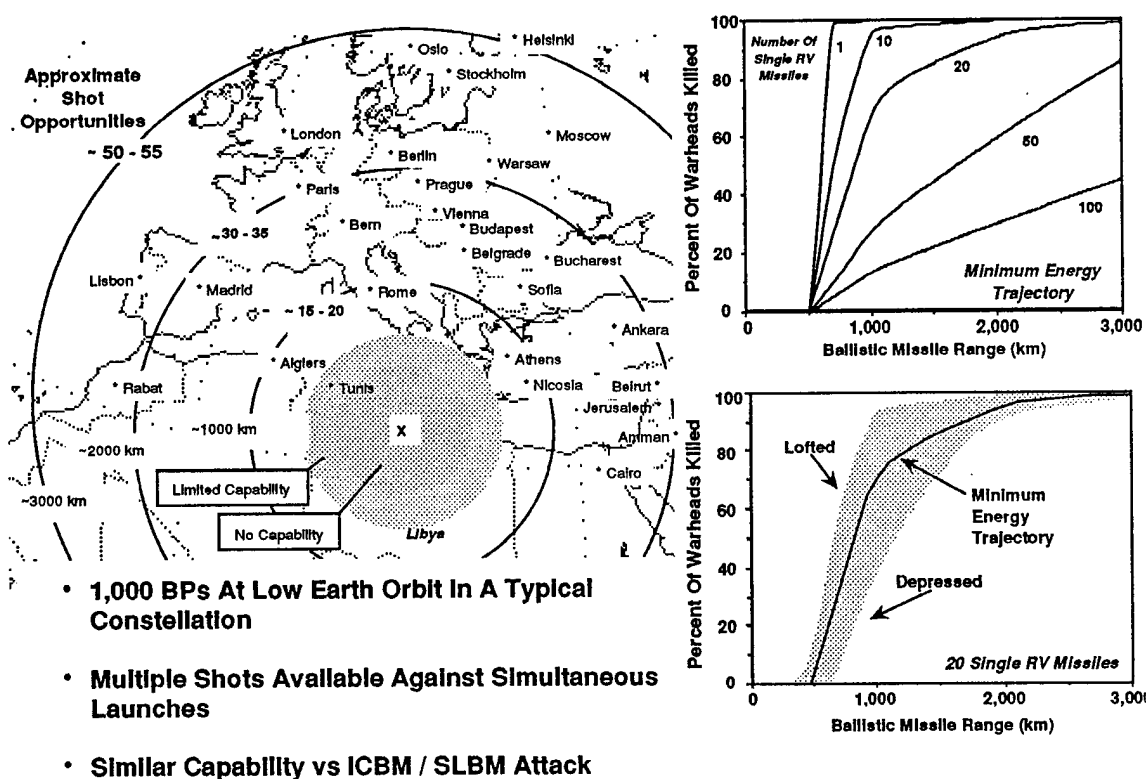 Approximate
Shot
Opportunities
~ 50 - 55
Oslo
Helsinki
Stockholm
London
Moscow
Berlin
Warsaw
Paris
Prague
Vienna
Bern
Budapest
~30 - 35
Belgrade
Bucharest
Lisbon
Madrid
Rome
Sofia
~ 15 - 20
Ankara
Algiers
Athens
Rabat
Tunis
Nicosia
Beirut
Jerusalem
~1000 km
x
Amman
~2000 km
Cairo
~3000 km
Limited Capability
No Capability
Libya
• 1,000 BPs At Low Earth Orbit In A Typical
Constellation
• Multiple Shots Available Against Simultaneous
Launches
• Similar Capability vs ICBM / SLBM Attack
Percent Of Warheads Killed
100
80
60
40
20
0
Number Of
Single RV
Missiles
1
10
20
50
100
Minimum Energy
Trajectory
0
1,000
2,000
3,000
Ballistic Missile Range (km)
Percent Of Warheads Killed
100
80
60
40
20
0
Lofted
Minimum
Energy
Trajectory
Depressed
20 Single RV Missiles
0
1,000
2,000
3,00
Ballistic Missile Range (km)